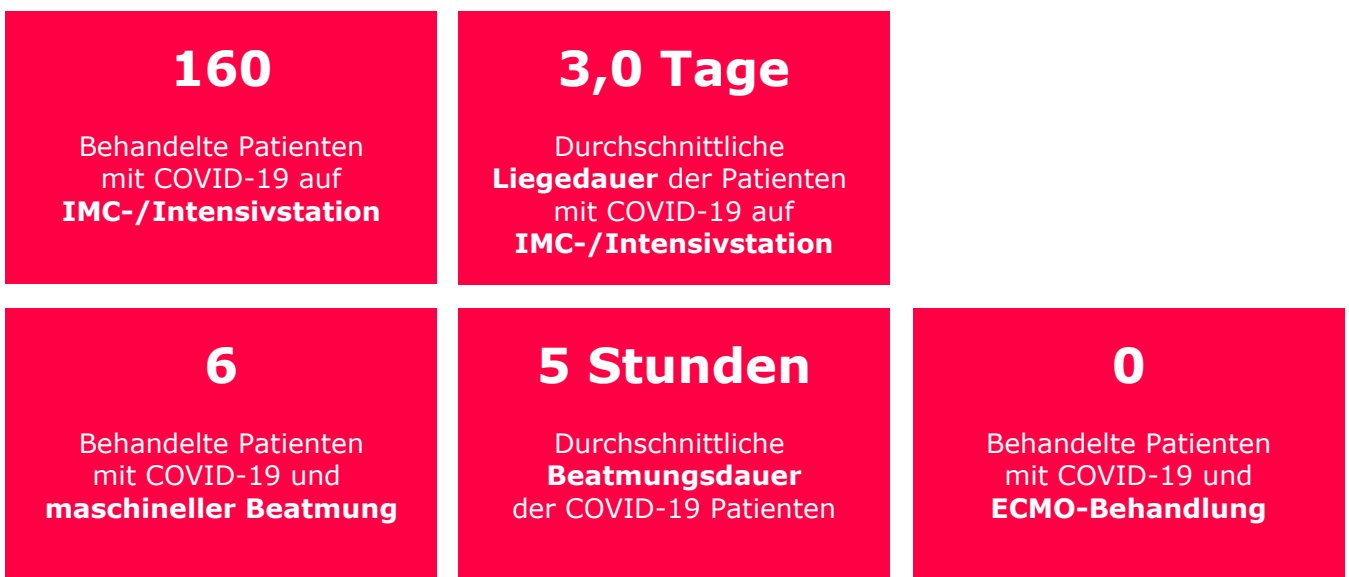 160
Behandelte Patienten
mit COVID-19 auf
IMC-/Intensivstation
3,0 Tage
Durchschnittliche
Liegedauer der Patienten
mit COVID-19 auf
IMC-/Intensivstation
6
Behandelte Patienten
mit COVID-19 und
maschineller Beatmung
5 Stunden
Durchschnittliche
Beatmungsdauer
der COVID-19 Patienten
0
Behandelte Patienten
mit COVID-19 und
ECMO-Behandlung